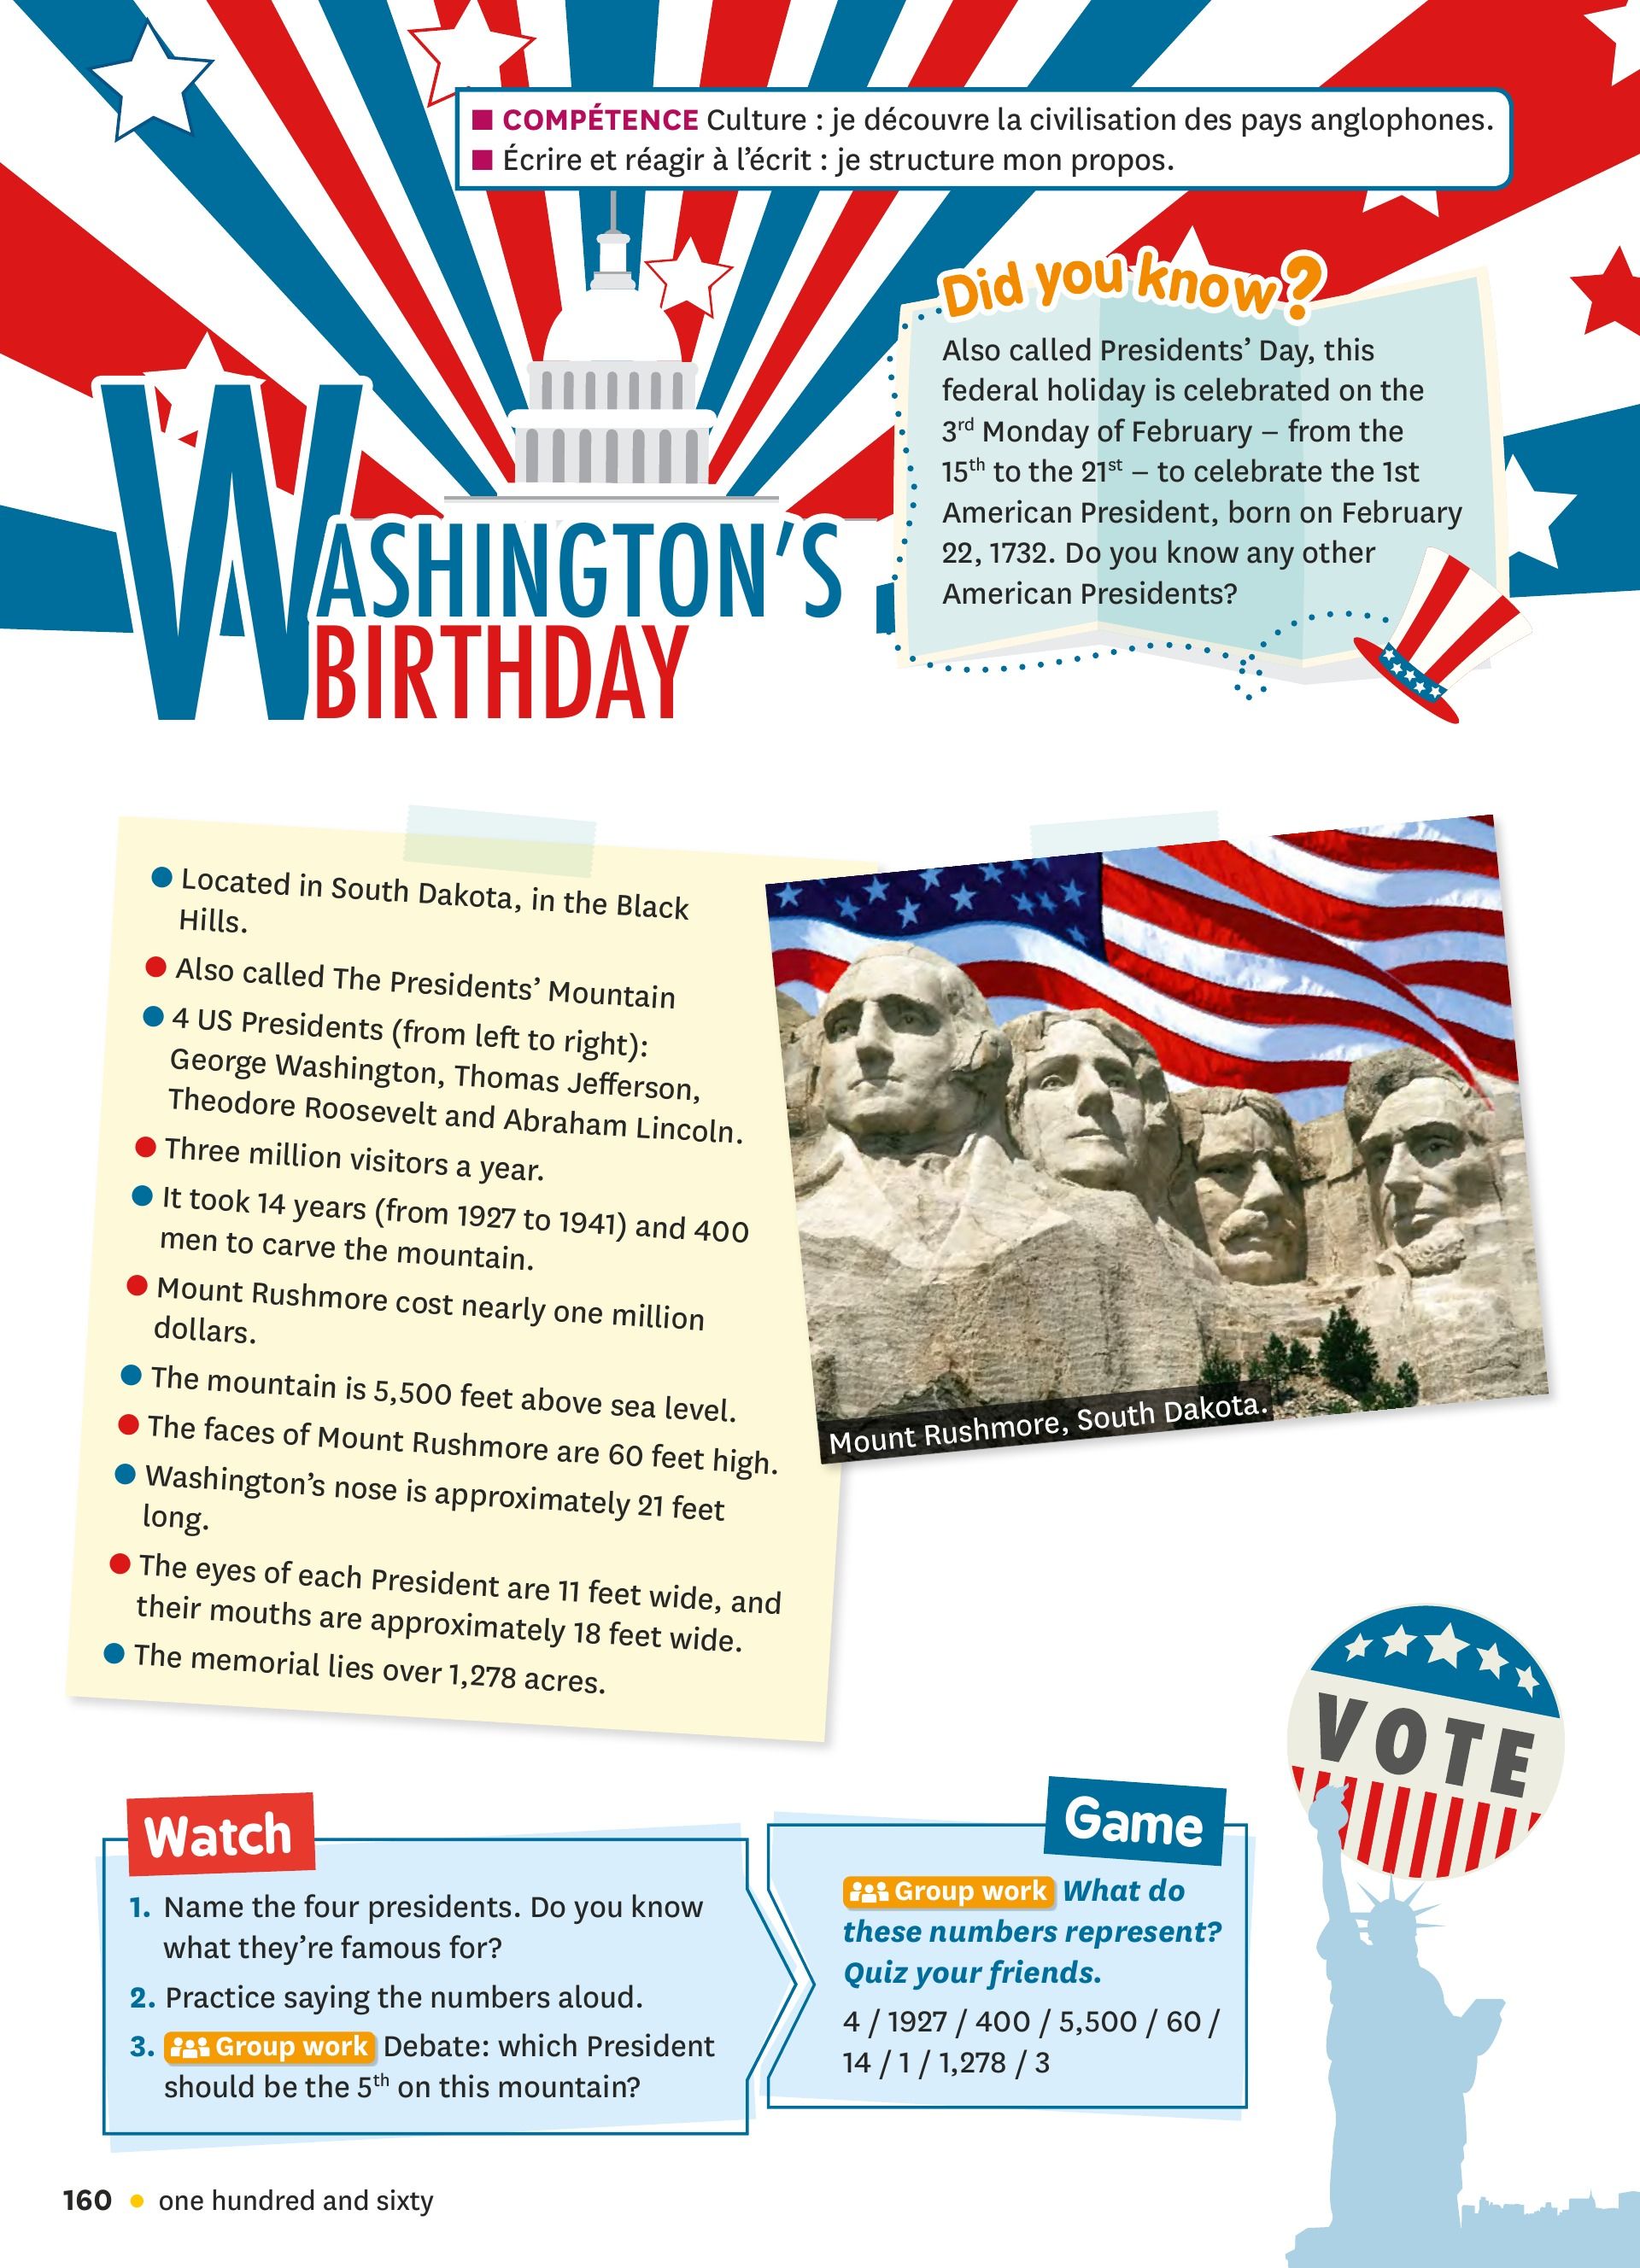 ■ COMPÉTENCE Culture : je découvre la civilisation des pays anglophones.
■ Écrire et réagir à l’écrit : je structure mon propos.
WASHINGTON’S
BIRTHDAY
Did you know?
Also called Presidents’ Day, this
federal holiday is celebrated on the
3rd Monday of February – from the
15th to the 21st – to celebrate the 1st
American President, born on February
22, 1732. Do you know any other
American Presidents?
● Located in South Dakota, in the Black
Hills.
● Also called The Presidents’ Mountain
● 4 US Presidents (from left to right):
George Washington, Thomas Jefferson,
Theodore Roosevelt and Abraham Lincoln.
● Three million visitors a year.
● It took 14 years (from 1927 to 1941) and 400
men to carve the mountain.
● Mount Rushmore cost nearly one million
dollars.
● The mountain is 5,500 feet above sea level.
● The faces of Mount Rushmore are 60 feet high.
● Washington’s nose is approximately 21 feet
long.
● The eyes of each President are 11 feet wide, and
their mouths are approximately 18 feet wide.
● The memorial lies over 1,278 acres.
Mount Rushmore, South Dakota.
VOTE
Watch
1. Name the four presidents. Do you know
what they’re famous for?
2. Practice saying the numbers aloud.
3. Group work Debate: which President
should be the 5th on this mountain?
Game
Group work What do
these numbers represent?
Quiz your friends.
4 / 1927 / 400 / 5,500 / 60 /
14 / 1 / 1,278 / 3
160 ● one hundred and sixty